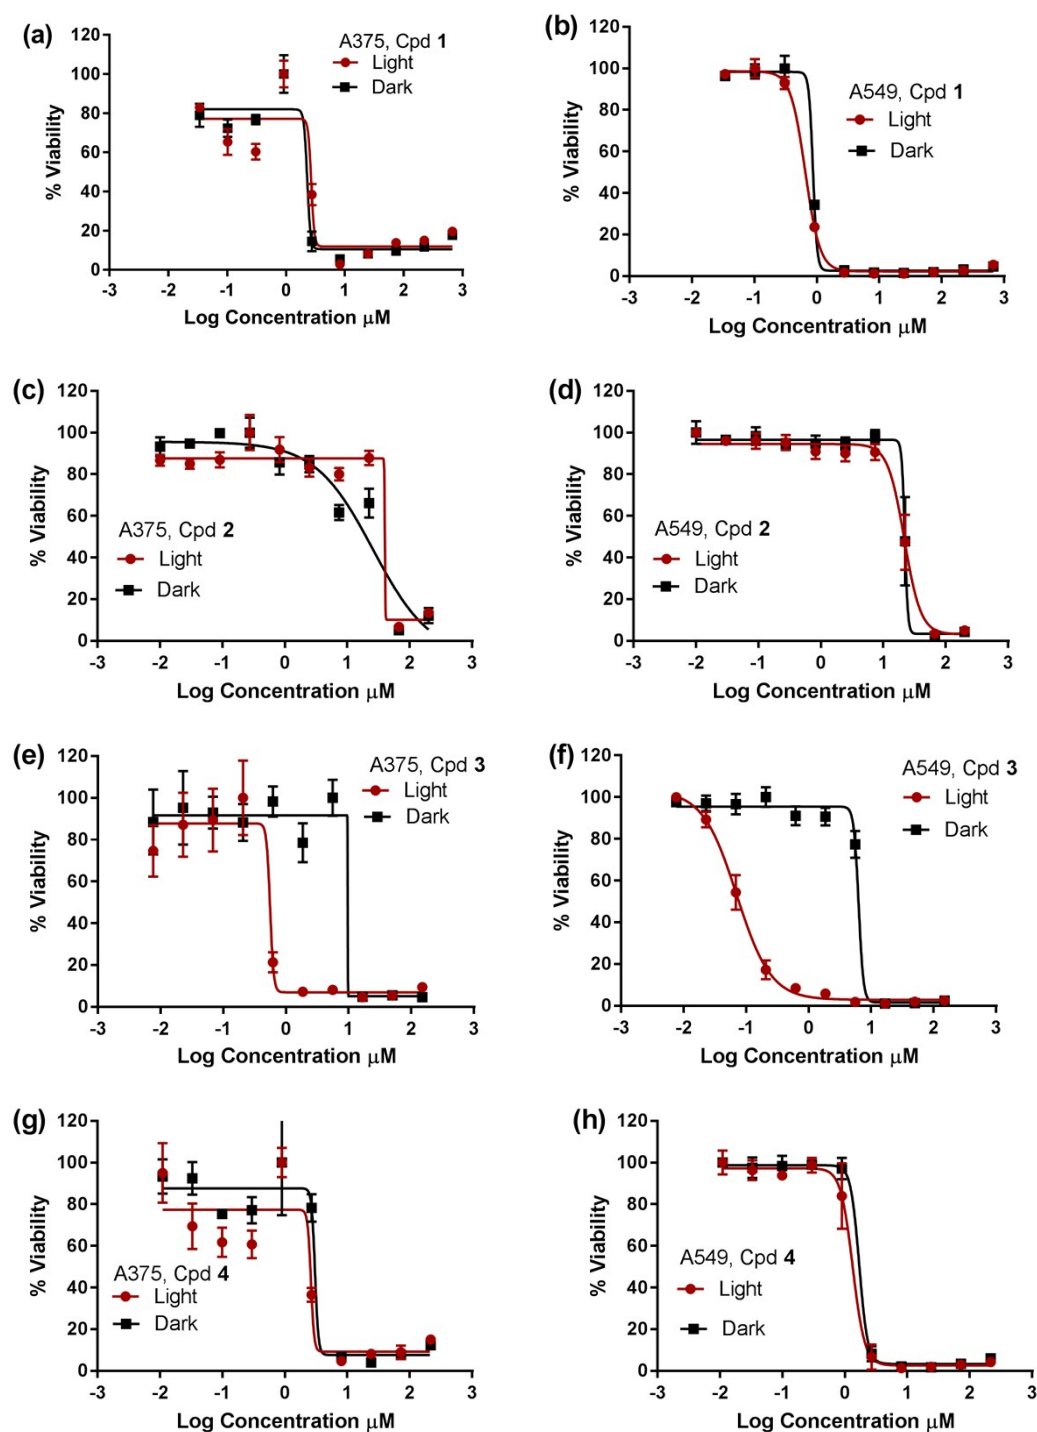 (a)
A375, Cpd 1
Light
Dark
% Viability
120
100
80
60
40
20
0
-3 -2 -1 0 1 2 3
Log Concentration μM
(b)
A549, Cpd 1
Light
Dark
% Viability
120
100
80
60
40
20
0
-3 -2 -1 0 1 2 3
Log Concentration μM
(c)
A375, Cpd 2
Light
Dark
% Viability
120
100
80
60
40
20
0
-3 -2 -1 0 1 2 3
Log Concentration μM
(d)
A549, Cpd 2
Light
Dark
% Viability
120
100
80
60
40
20
0
-3 -2 -1 0 1 2 3
Log Concentration μM
(e)
A375, Cpd 3
Light
Dark
% Viability
120
100
80
60
40
20
0
-3 -2 -1 0 1 2 3
Log Concentration μM
(f)
A549, Cpd 3
Light
Dark
% Viability
120
100
80
60
40
20
0
-3 -2 -1 0 1 2 3
Log Concentration μM
(g)
A375, Cpd 4
Light
Dark
% Viability
120
100
80
60
40
20
0
-3 -2 -1 0 1 2 3
Log Concentration μM
(h)
A549, Cpd 4
Light
Dark
% Viability
120
100
80
60
40
20
0
-3 -2 -1 0 1 2 3
Log Concentration μM